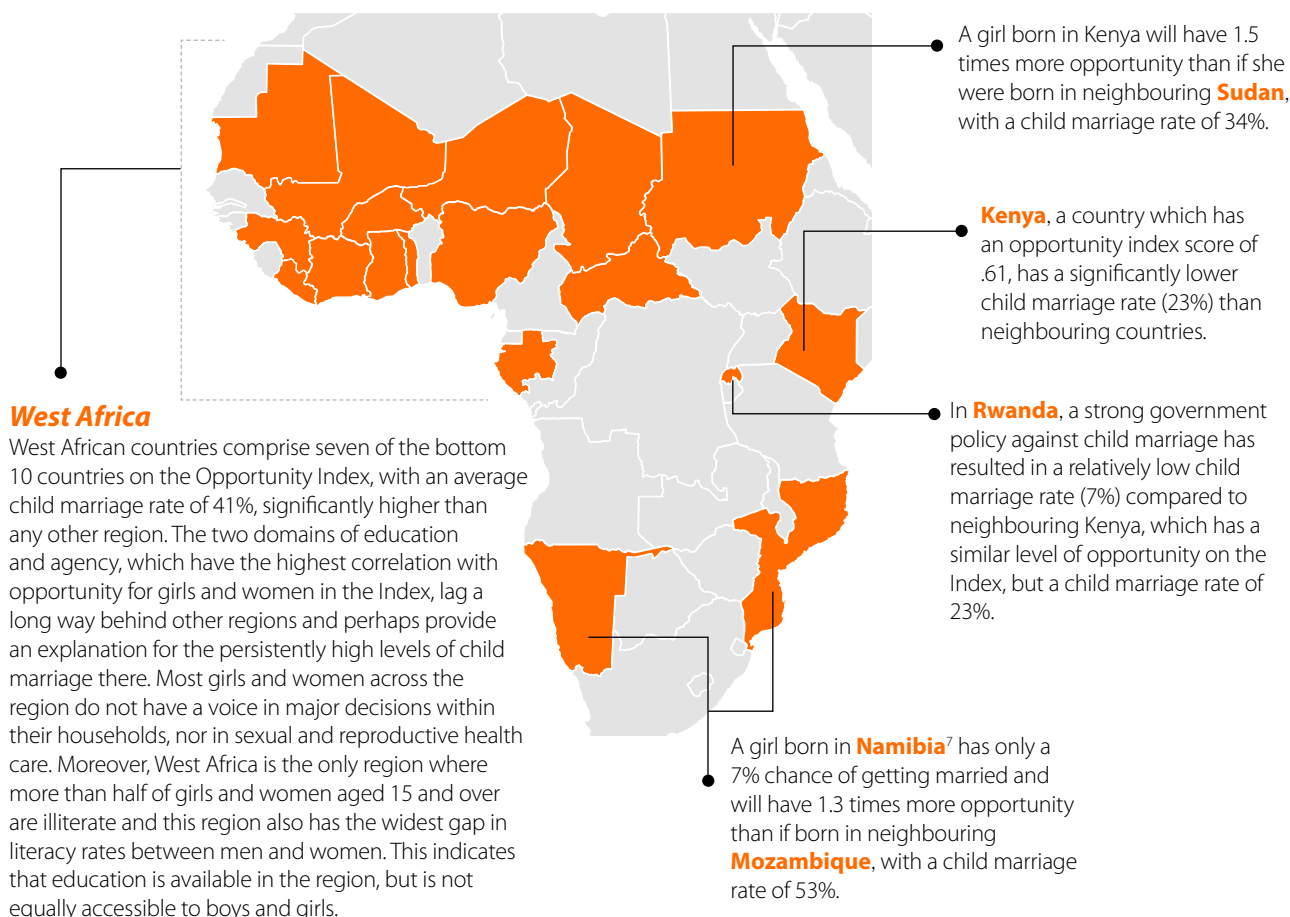 A girl born in Kenya will have 1.5
times more opportunity than if she
were born in neighbouring Sudan,
with a child marriage rate of 34%.
Kenya, a country which has
an opportunity index score of
.61, has a significantly lower
child marriage rate (23%) than
neighbouring countries.
In Rwanda, a strong government
policy against child marriage has
resulted in a relatively low child
marriage rate (7%) compared to
neighbouring Kenya, which has a
similar level of opportunity on the
Index, but a child marriage rate of
23%.
West Africa
West African countries comprise seven of the bottom
10 countries on the Opportunity Index, with an average
child marriage rate of 41%, significantly higher than
any other region. The two domains of education
and agency, which have the highest correlation with
opportunity for girls and women in the Index, lag a
long way behind other regions and perhaps provide
an explanation for the persistently high levels of child
marriage there. Most girls and women across the
region do not have a voice in major decisions within
their households, nor in sexual and reproductive health
care. Moreover, West Africa is the only region where
more than half of girls and women aged 15 and over
are illiterate and this region also has the widest gap in
literacy rates between men and women. This indicates
that education is available in the region, but is not
equally accessible to boys and girls.
A girl born in Namibia⁷ has only a
7% chance of getting married and
will have 1.3 times more opportunity
than if born in neighbouring
Mozambique, with a child marriage
rate of 53%.